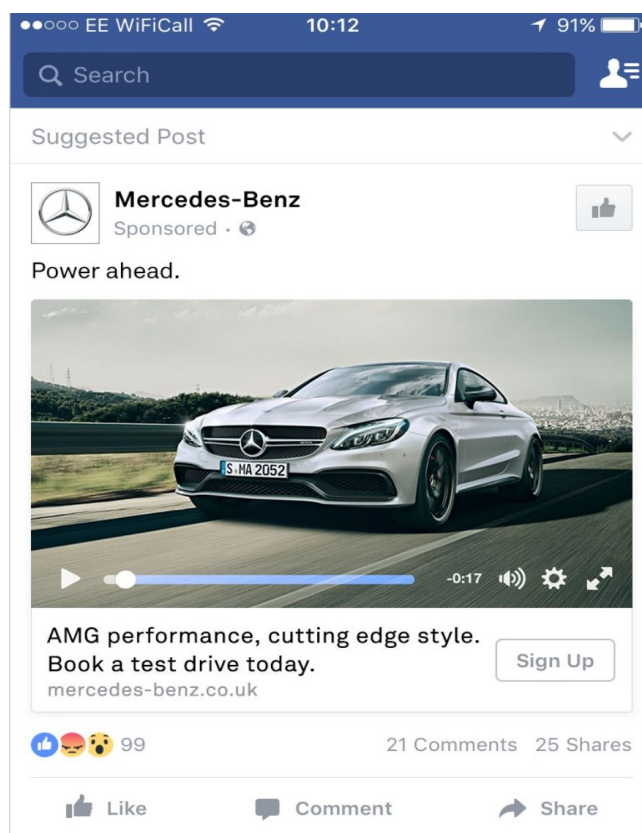 EE WiFiCall 10:12 91%
Search
Suggested Post
Mercedes-Benz
Sponsored ·
Power ahead.
S MA 2052
-0:17
AMG performance, cutting edge style.
Book a test drive today.
Sign Up
mercedes-benz.co.uk
99 21 Comments 25 Shares
Like Comment Share